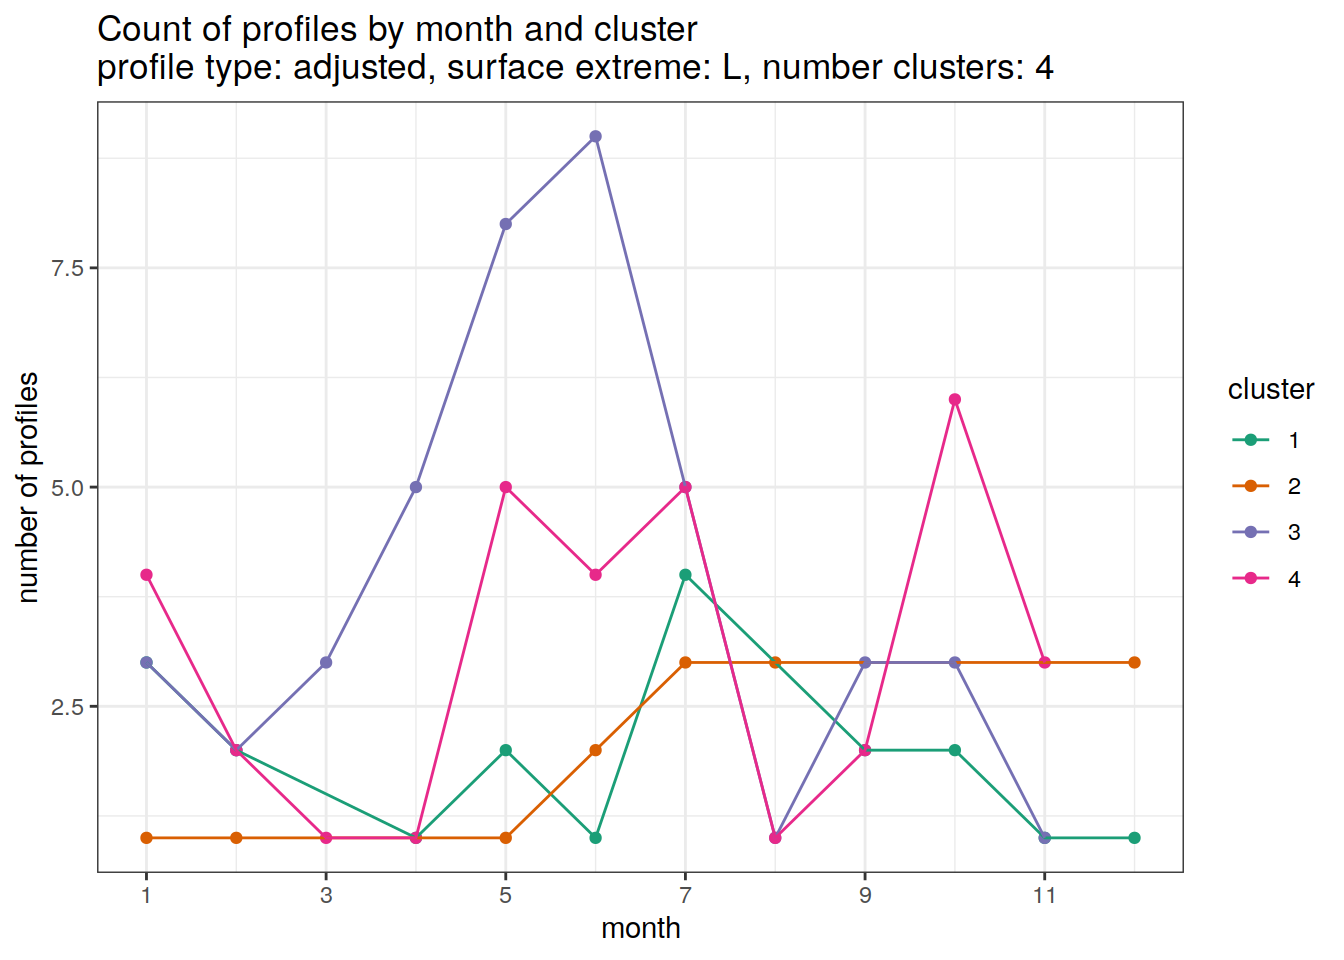 Count of profiles by month and cluster
profile type: adjusted, surface extreme: L, number clusters: 4
7.5
5.0
2.5
number of profiles
1
3
5
7
9
11
month
cluster
1
2
3
4